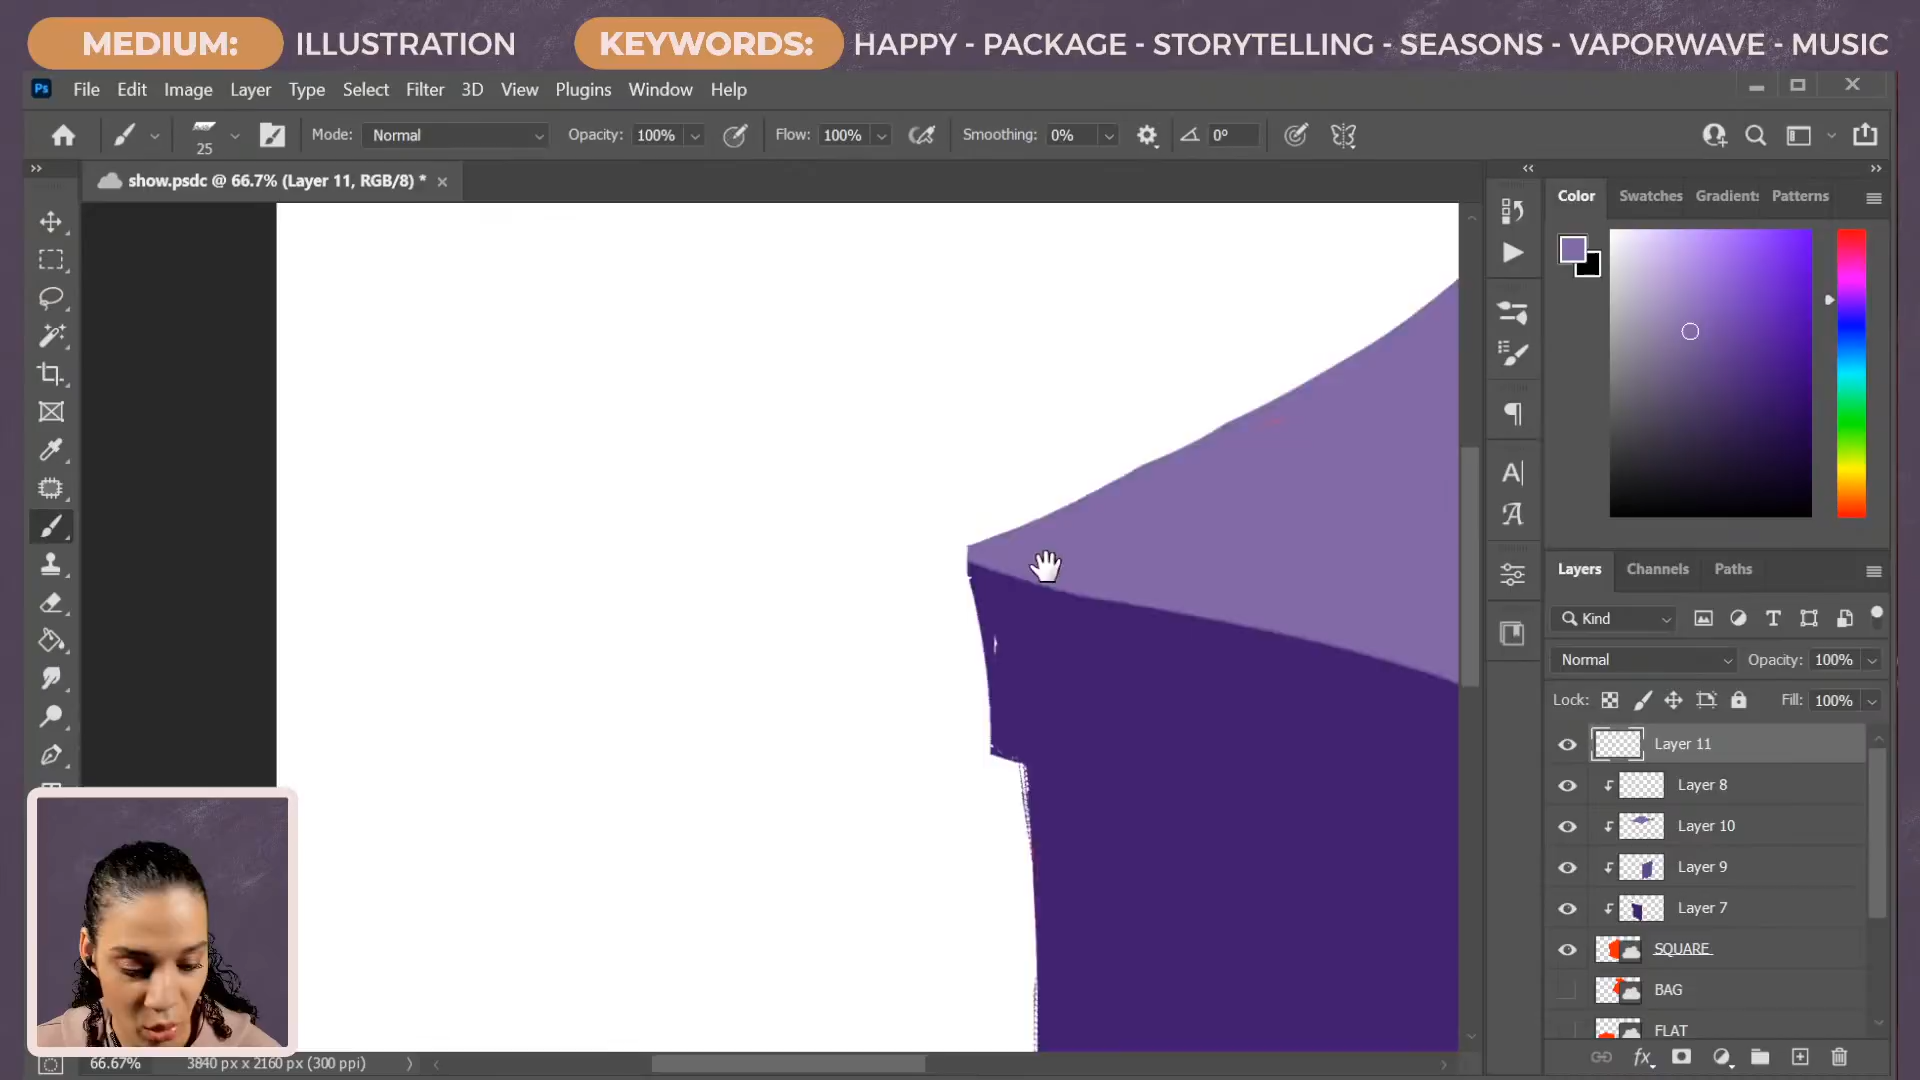 MEDIUM: ILLUSTRATION KEYWORDS: HAPPY - PACKAGE - STORYTELLING - SEASONS - VAPORWAVE - MUSIC
Ps File Edit Image Layer Type Select Filter 3D View Plugins Window Help
25 Mode: Normal Opacity: 100% Flow: 100% Smoothing: 0% 0°
show.psdc @ 66.7% (Layer 11, RGB/8) *
Color Swatches Gradients Patterns
Layers Channels Paths
Kind
Normal Opacity: 100%
Lock: Fill: 100%
Layer 11
Layer 8
Layer 10
Layer 9
Layer 7
SQUARE
BAG
FLAT
66.67% 3840 px x 2160 px (300 ppi)